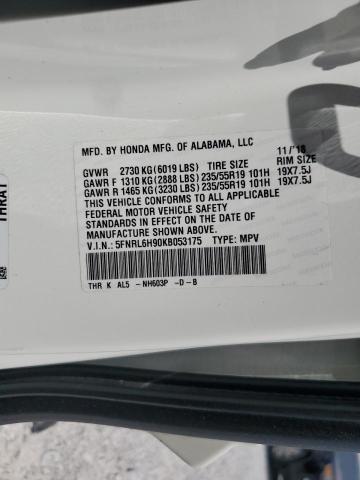 MFD. BY HONDA MFG. OF ALABAMA, LLC 11/'18
GVWR 2730 KG(6019 LBS) TIRE SIZE RIM SIZE
GAWR F 1310 KG(2888 LBS) 235/55R19 101H 19X7.5J
GAWR R 1465 KG(3230 LBS) 235/55R19 101H 19X7.5J
THIS VEHICLE CONFORMS TO ALL APPLICABLE
FEDERAL MOTOR VEHICLE SAFETY
STANDARDS IN EFFECT ON THE DATE OF
MANUFACTURE SHOWN ABOVE.
V.I.N:5FNRL6H90KB053175 TYPE: MPV
THR K AL5 -NH603P -D-B
THRA1